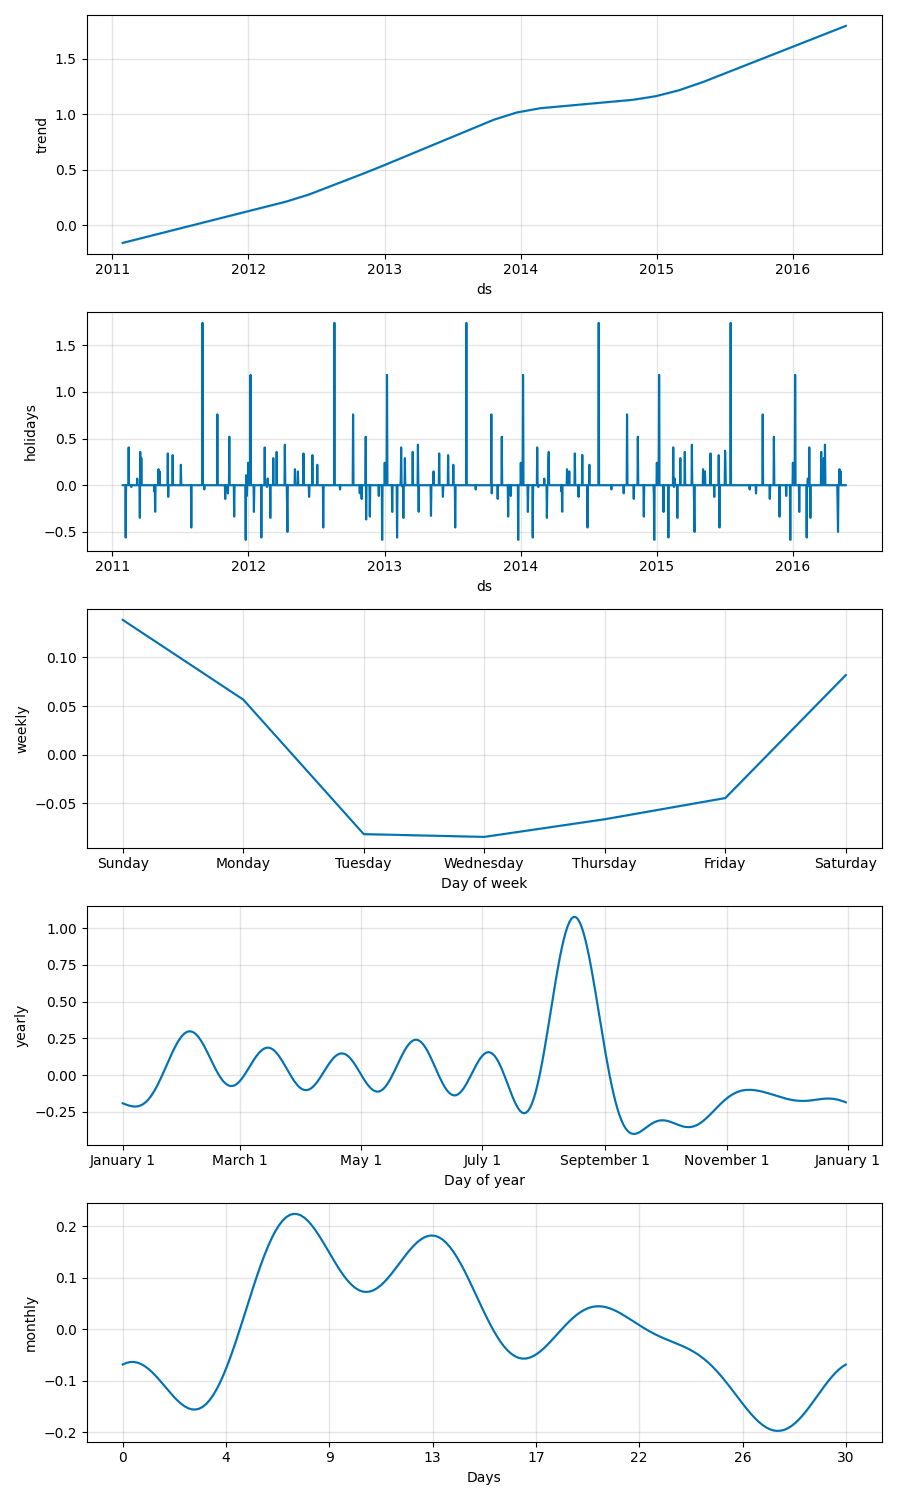 1.5
1.0
0.5
0.0
trend
2011 2012 2013 2014 2015 2016
ds
1.5
1.0
0.5
0.0
−0.5
holidays
2011 2012 2013 2014 2015 2016
ds
0.10
0.05
0.00
−0.05
weekly
Sunday Monday Tuesday Wednesday Thursday Friday Saturday
Day of week
1.00
0.75
0.50
0.25
0.00
−0.25
yearly
January 1 March 1 May 1 July 1 September 1 November 1 January 1
Day of year
0.2
0.1
0.0
−0.1
−0.2
monthly
0 4 9 13 17 22 26 30
Days